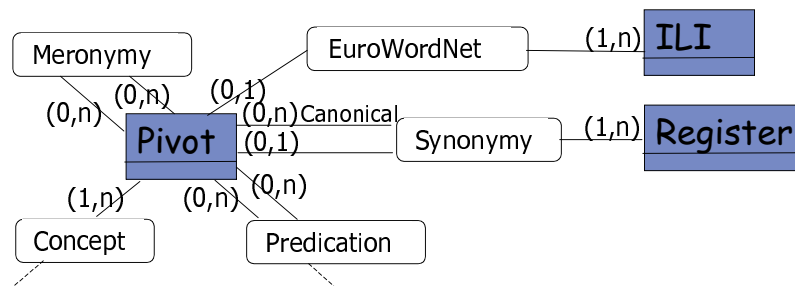 ILI
EuroWordNet
(1,n)
Meronymy
(0,n)
(0,n)
(0,1)
(0,n)Canonical
Pivot
(0,1)
Synonymy
(1,n)
Register
(1,n)
(0,n)
(0,n)
Concept
Predication